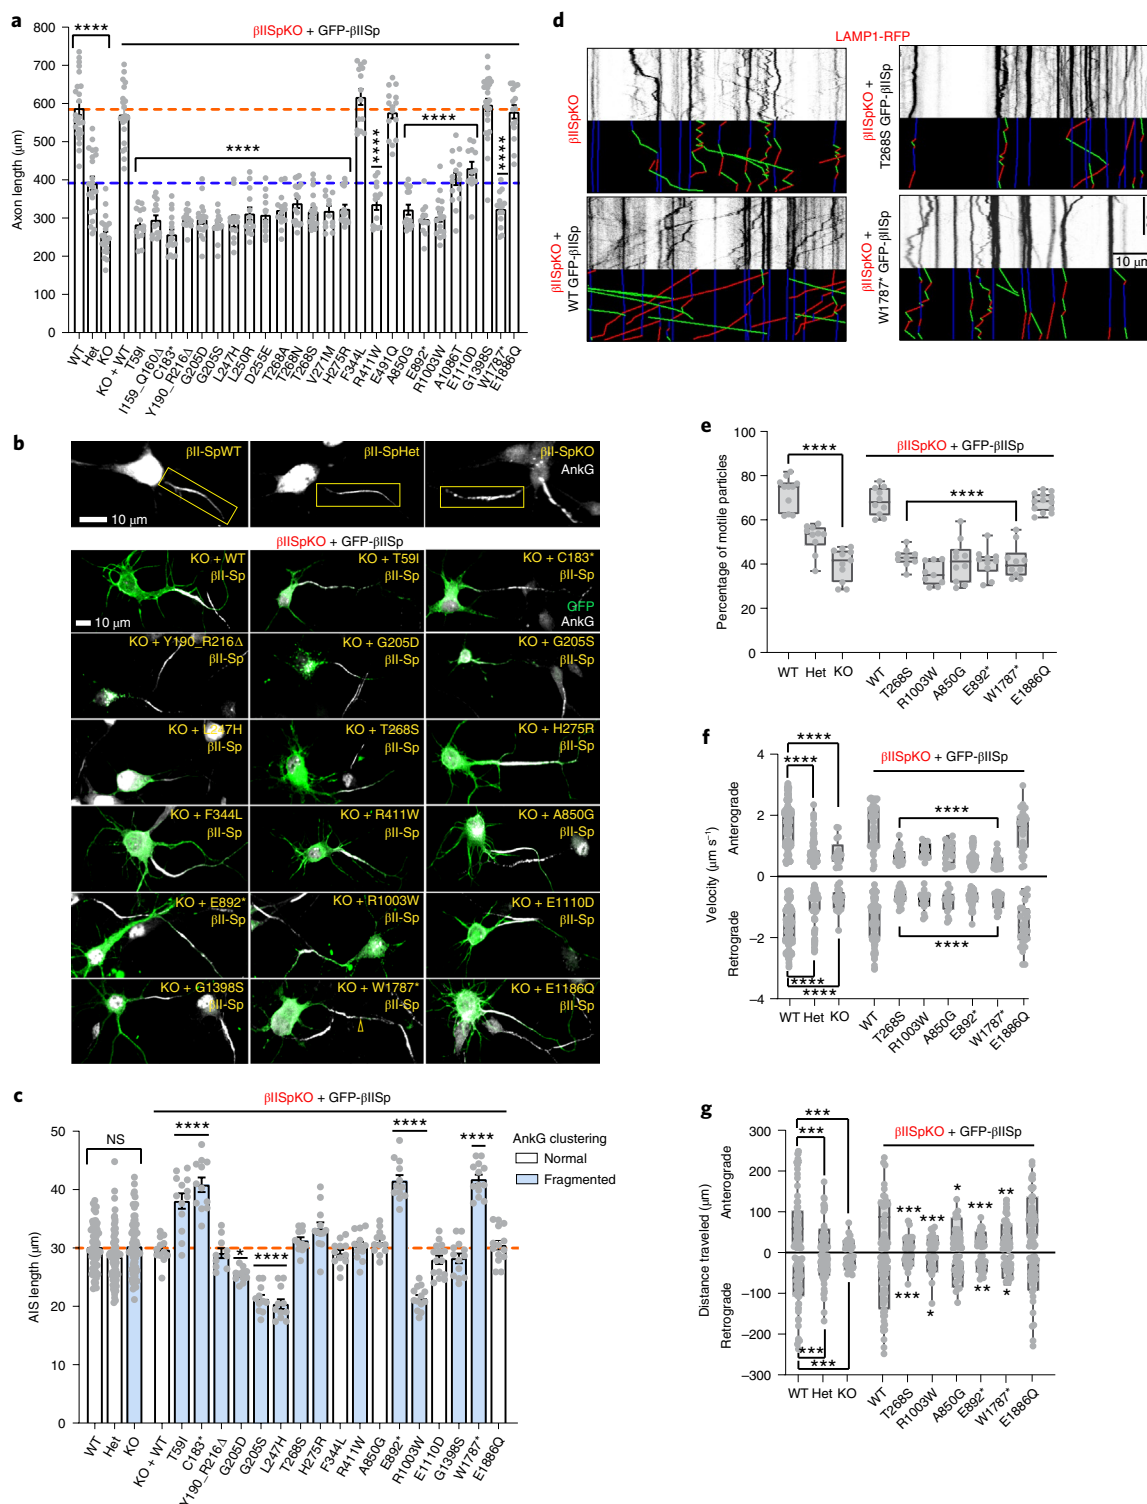 a
βIISpKO + GFP-βIISp
****
****
****
****
****
Axon length (μm)
800
700
600
500
400
300
200
100
0
WT
Het
KO
KO + WT
T59I
I159_Q160Δ
C183*
Y190_R216Δ
G205D
G205S
L247H
L250R
D255E
T268A
T268N
T268S
V271M
H275R
F344L
R411W
E491Q
A850G
E892*
R1003W
A1086T
E1110D
G1398S
W1787*
E1886Q
b
βII-SpWT
βII-SpHet
βII-SpKO
AnkG
10 μm
βIISpKO + GFP-βIISp
KO + WT
βII-Sp
KO + T59I
βII-Sp
KO + C183*
βII-Sp
GFP
AnkG
10 μm
KO + Y190_R216Δ
βII-Sp
KO + G205D
βII-Sp
KO + G205S
βII-Sp
KO + L247H
βII-Sp
KO + T268S
βII-Sp
KO + H275R
βII-Sp
KO + F344L
βII-Sp
KO + R411W
βII-Sp
KO + A850G
βII-Sp
KO + E892*
βII-Sp
KO + R1003W
βII-Sp
KO + E1110D
βII-Sp
KO + G1398S
βII-Sp
KO + W1787*
βII-Sp
KO + E1186Q
βII-Sp
c
βIISpKO + GFP-βIISp
NS
****
*
****
****
****
AnkG clustering
Normal
Fragmented
AIS length (μm)
50
40
30
20
10
0
WT
Het
KO
KO + WT
T59I
C183*
Y190_R216Δ
G205D
G205S
L247H
T268S
H275R
F344L
R411W
A850G
E892*
R1003W
E1110D
G1398S
W1787*
E1886Q
d
LAMP1-RFP
βIISpKO
βIISpKO +
T268S GFP-βIISp
βIISpKO +
WT GFP-βIISp
βIISpKO +
W1787* GFP-βIISp
10 μm
e
βIISpKO + GFP-βIISp
****
****
Percentage of motile particles
100
80
60
40
20
0
WT
Het
KO
WT
T268S
R1003W
A850G
E892*
W1787*
E1886Q
f
βIISpKO + GFP-βIISp
****
****
****
****
****
****
Velocity (μm s⁻¹)
Retrograde
Anterograde
4
2
0
−2
−4
WT
Het
KO
WT
T268S
R1003W
A850G
E892*
W1787*
E1886Q
g
βIISpKO + GFP-βIISp
***
***
***
***
*
***
**
***
*
**
*
***
***
Distance traveled (μm)
Retrograde
Anterograde
300
200
100
0
−100
−200
−300
WT
Het
KO
WT
T268S
R1003W
A850G
E892*
W1787*
E1886Q